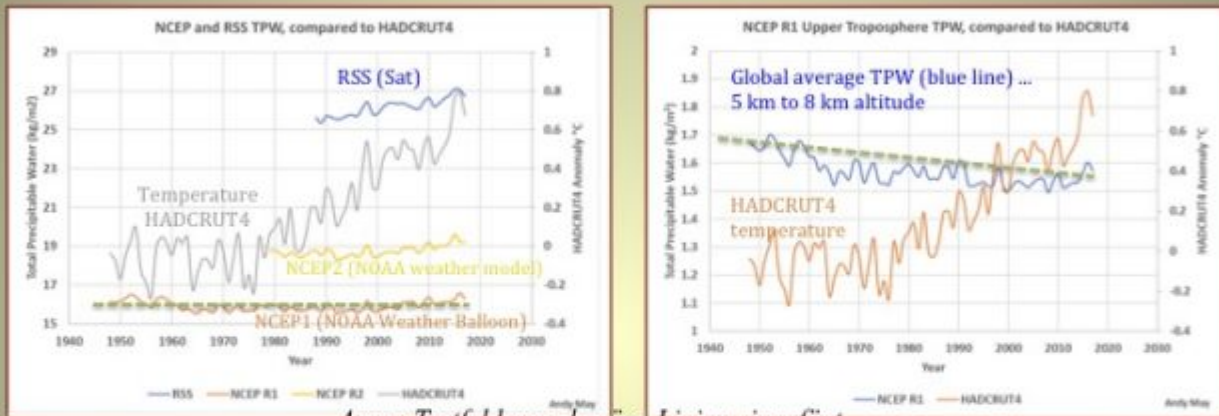 NCEP and RSS TPW, compared to HADCRUT4
29
27
25
23
21
19
17
15
1
0.8
0.6
0.4
0.2
0
-0.2
-0.4
Total Precipitable Water (kg/m2)
HADCRUT4 Anomaly °C
RSS (Sat)
Temperature
HADCRUT4
NCEP2 (NOAA weather model)
NCEP1 (NOAA Weather Balloon)
1940 1950 1960 1970 1980 1990 2000 2010 2020 2030
Year
RSS NCEP R1 NCEP R2 HADCRUT4
Andy May
NCEP R1 Upper Troposphere TPW, compared to HADCRUT4
2
1.9
1.8
1.7
1.6
1.5
1.4
1.3
1.2
1.1
1
1
0.8
0.6
0.4
0.2
0
-0.2
-0.4
Total Precipitable Water (kg/m²)
HADCRUT4 Anomaly °C
Global average TPW (blue line) ...
5 km to 8 km altitude
HADCRUT4
temperature
1940 1950 1960 1970 1980 1990 2000 2010 2020 2030
Year
NCEP R1 HADCRUT4
Andy May